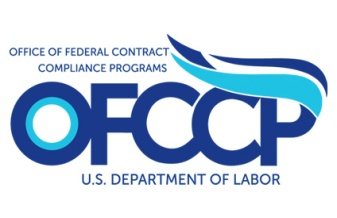 OFFICE OF FEDERAL CONTRACT
COMPLIANCE PROGRAMS
OFCCP
U.S. DEPARTMENT OF LABOR